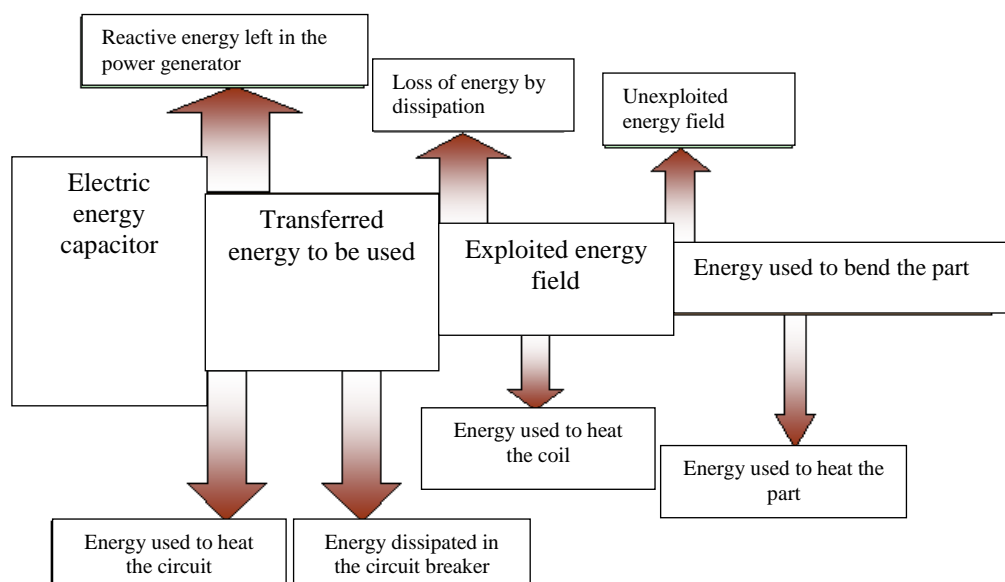 Reactive energy left in the
power generator
Loss of energy by
dissipation
Unexploited
energy field
Electric
energy
capacitor
Transferred
energy to be used
Exploited energy
field
Energy used to bend the part
Energy used to heat
the coil
Energy used to heat the
part
Energy used to heat
the circuit
Energy dissipated in
the circuit breaker